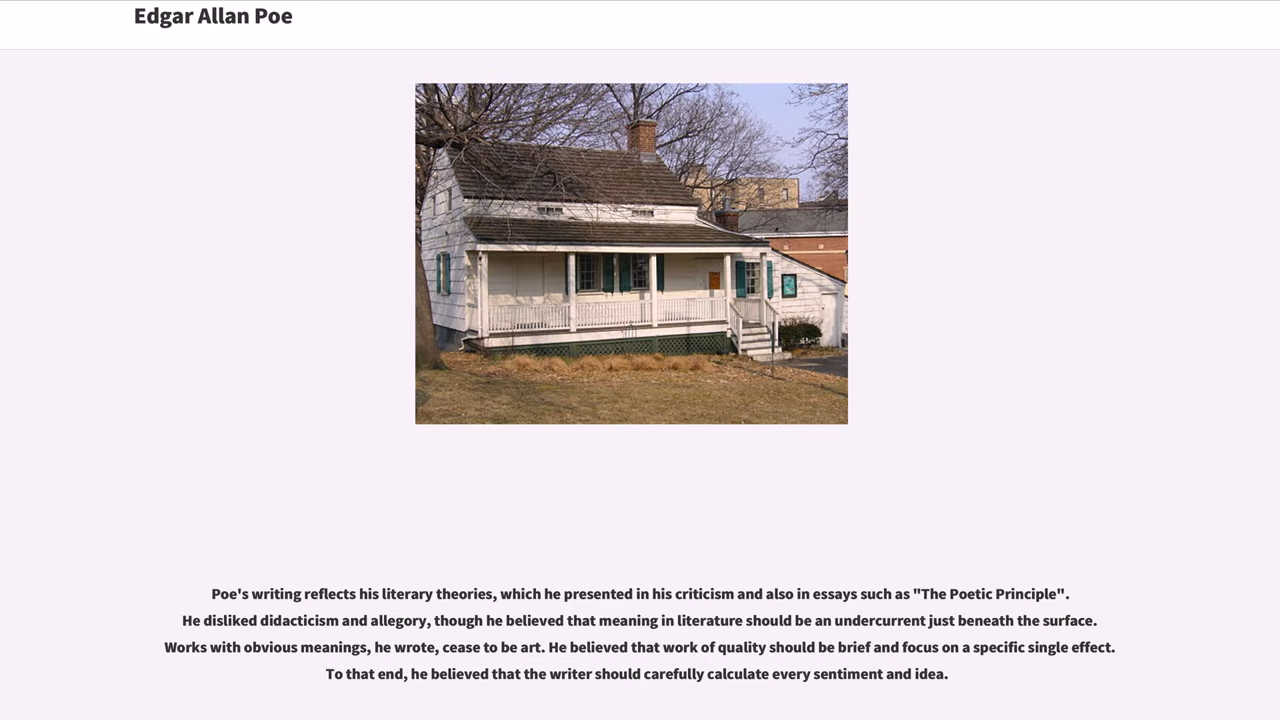 Edgar Allan Poe
Poe's writing reflects his literary theories, which he presented in his criticism and also in essays such as "The Poetic Principle".
He disliked didacticism and allegory, though he believed that meaning in literature should be an undercurrent just beneath the surface.
Works with obvious meanings, he wrote, cease to be art. He believed that work of quality should be brief and focus on a specific single effect.
To that end, he believed that the writer should carefully calculate every sentiment and idea.